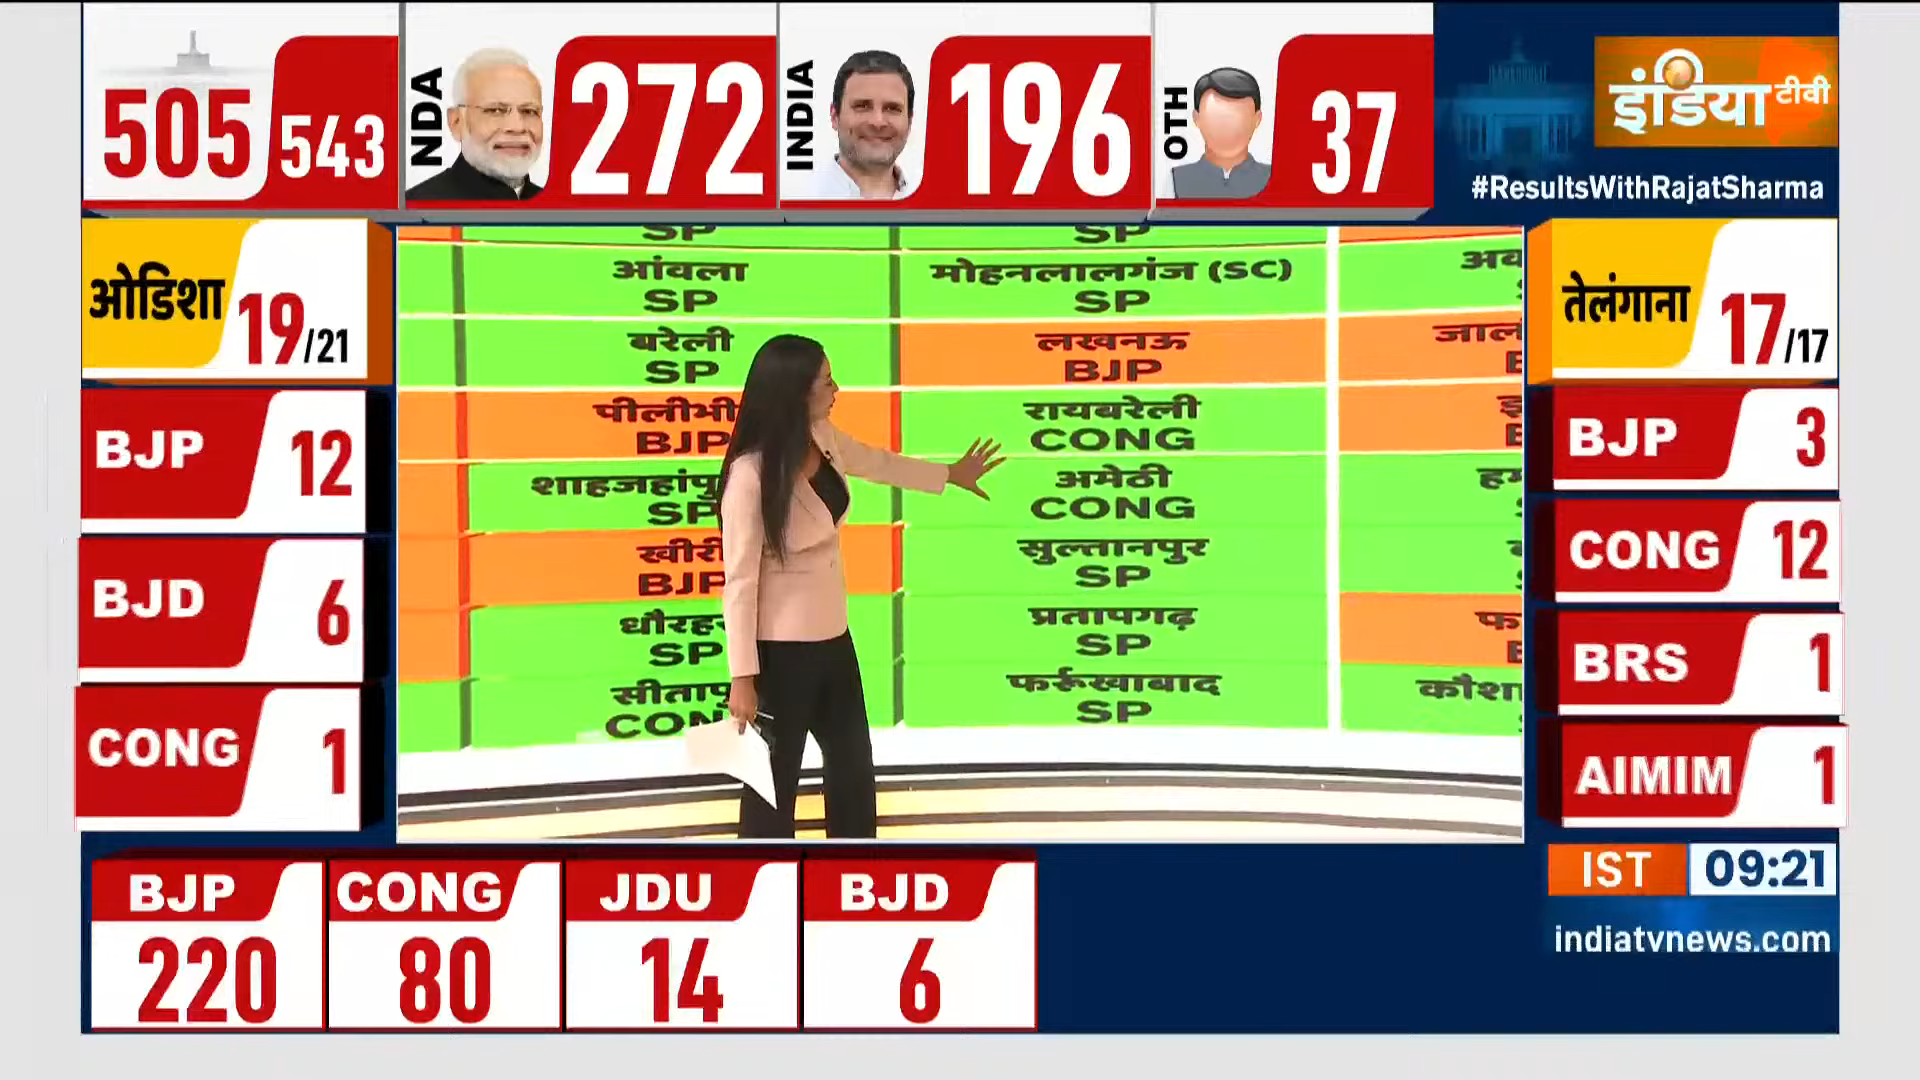 505 543
NDA 272
INDIA 196
OTH 37
इंडिया टीवी
#ResultsWithRajatSharma
ओडिशा 19/21
BJP 12
BJD 6
CONG 1
SP
आंवला
SP
बरेली
SP
BJP
SP
खीरी
BJP
SP
SP
मोहनलालगंज (SC)
SP
लखनऊ
BJP
रायबरेली
CONG
अमेठी
CONG
सुल्तानपुर
SP
प्रतापगढ़
SP
फर्रूखाबाद
SP
तेलंगाना 17/17
BJP 3
CONG 12
BRS 1
AIMIM 1
IST 09:21
indiatvnews.com
BJP 220
CONG 80
JDU 14
BJD 6